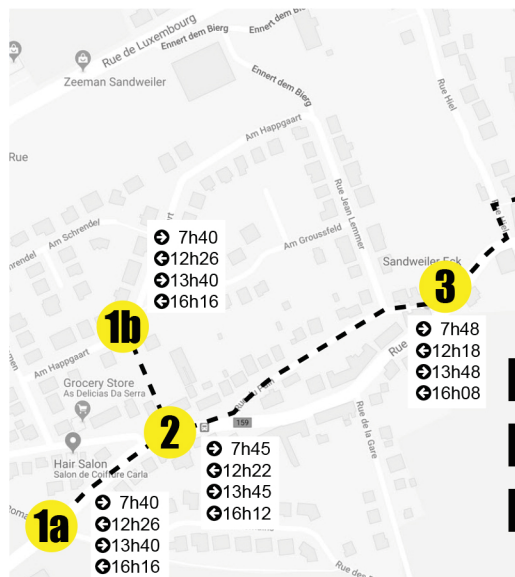 Rue de Luxembourg
Ennert dem Bierg
Ennert dem Bierg
Zeeman Sandweiler
Ennert dem Bierg
Rue Hiel
Am Happgaart
Rue
Rue Jean Lemmer
Rue Hiel
Am Schrendel
Am Groussfeld
Sandweiler Eck
➔ 7h40
←12h26
➔13h40
←16h16
1b
3
➔ 7h48
←12h18
➔13h48
←16h08
Am Happgaart
Rue
Grocery Store
As Delicias Da Serra
159
2
Rue de la Gare
Hair Salon
Salon de Coiffure Carla
➔ 7h45
←12h22
➔13h45
←16h12
1a
➔ 7h40
←12h26
➔13h40
←16h16